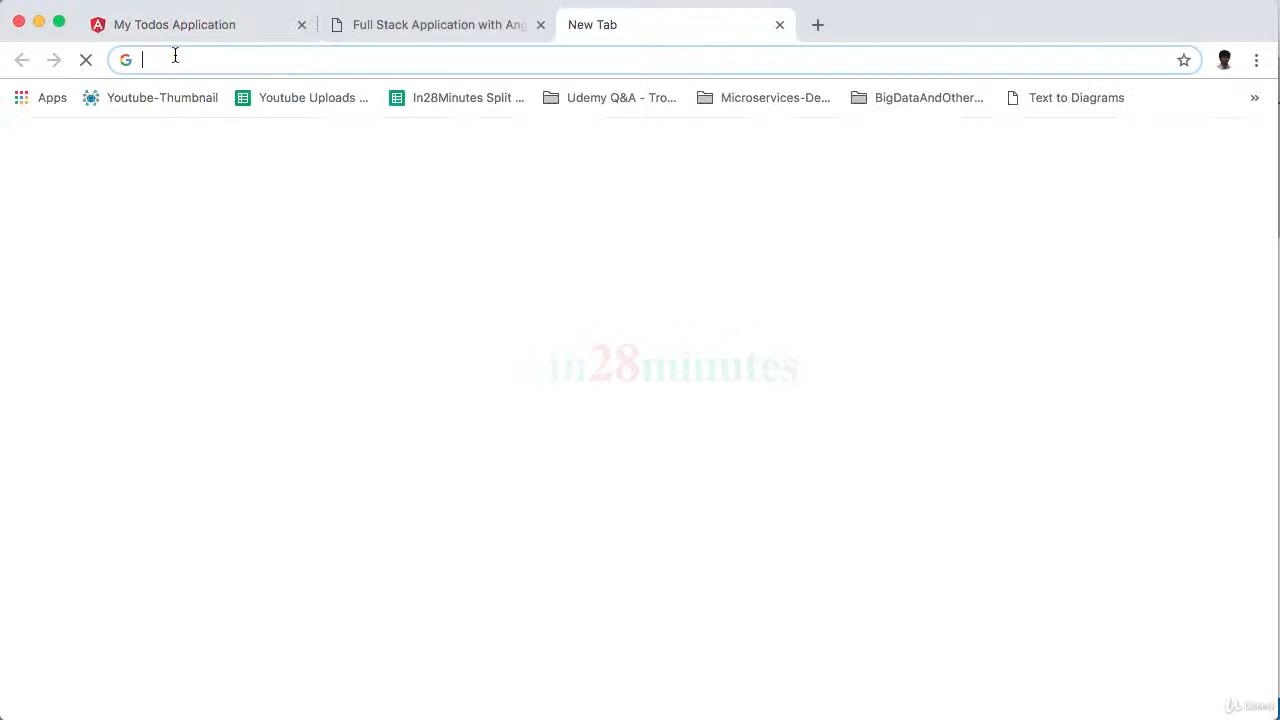 My Todos Application
Full Stack Application with Ang
New Tab
Apps
Youtube-Thumbnail
Youtube Uploads ...
In28Minutes Split ...
Udemy Q&A - Tro...
Microservices-De...
BigDataAndOther...
Text to Diagrams
»
in28minutes
Udemy